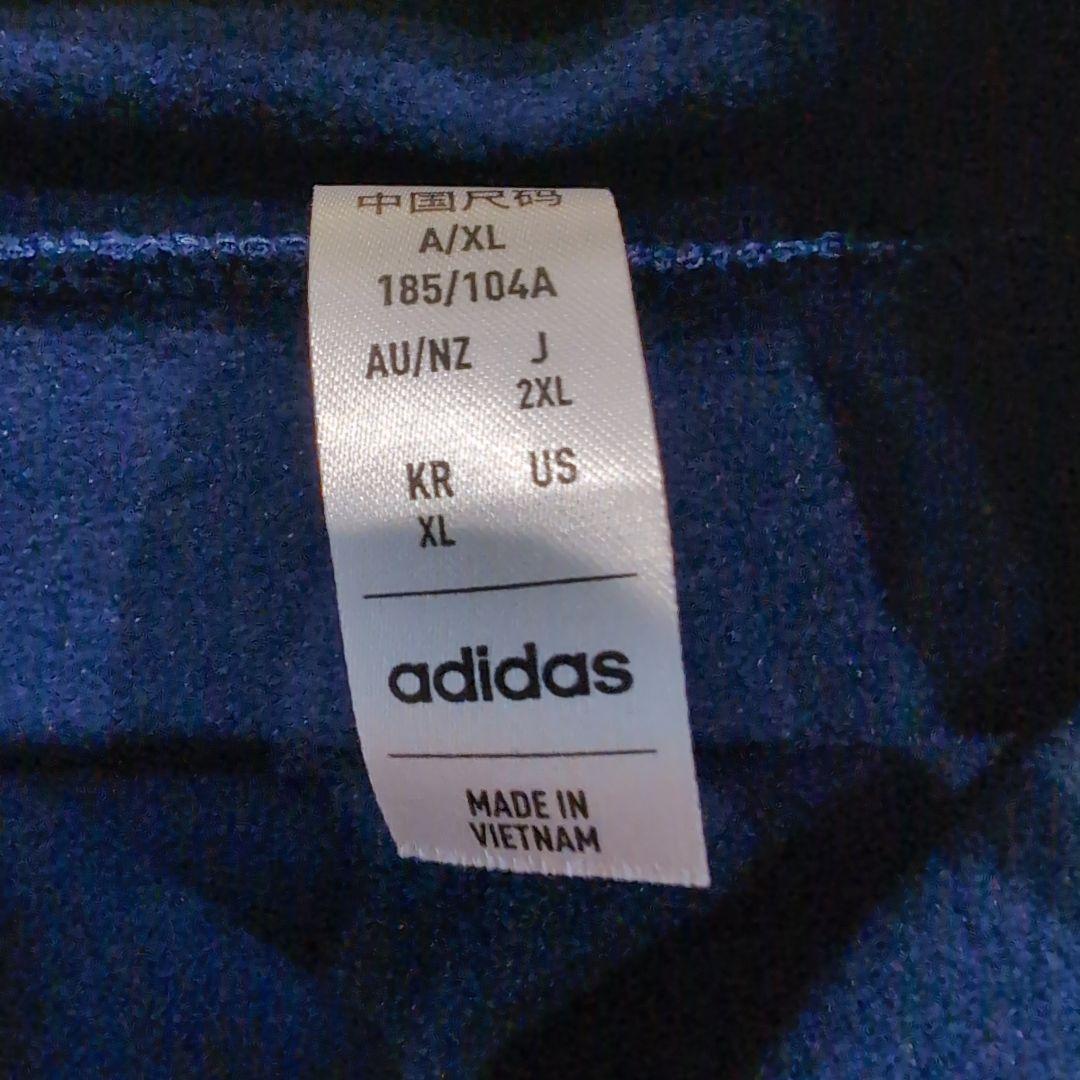 中国尺码
A/XL
185/104A
AU/NZ J
2XL
KR US
XL
adidas
MADE IN
VIETNAM